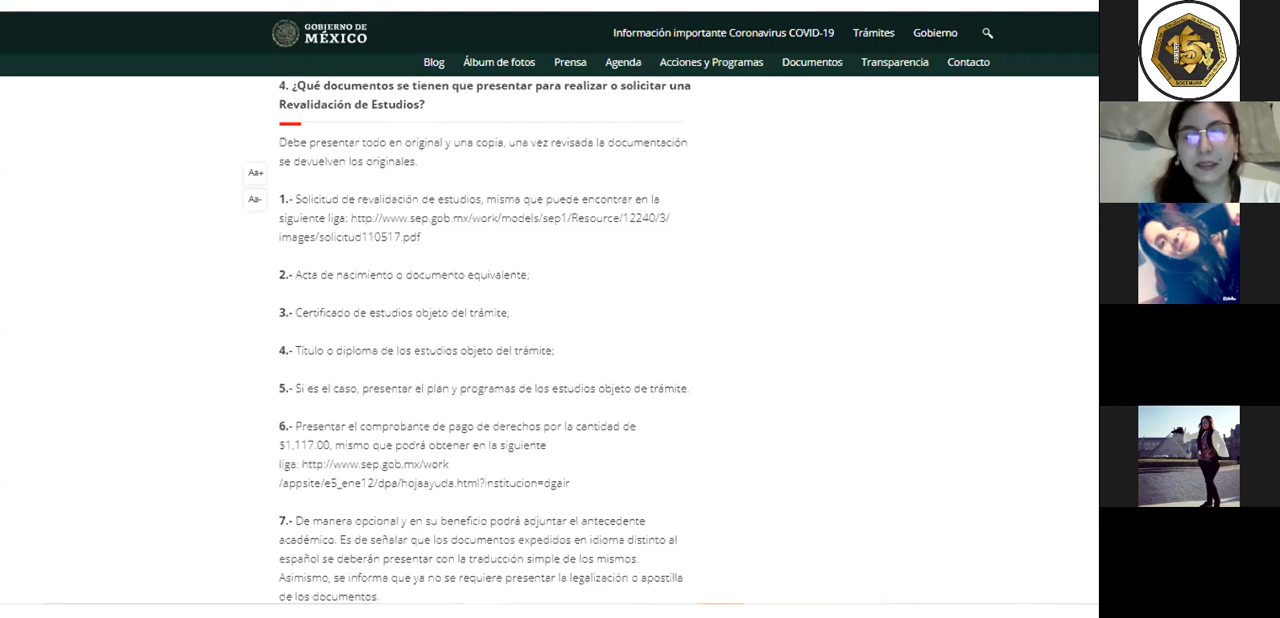 GOBIERNO DE
MÉXICO
Información importante Coronavirus COVID-19 Trámites Gobierno
Blog Álbum de fotos Prensa Agenda Acciones y Programas Documentos Transparencia Contacto
4. ¿Qué documentos se tienen que presentar para realizar o solicitar una
Revalidación de Estudios?
Debe presentar todo en original y una copia, una vez revisada la documentación
se devuelven los originales.
Aa+
Aa-
1.- Solicitud de revalidación de estudios, misma que puede encontrar en la
siguiente liga: http://www.sep.gob.mx/work/models/sep1/Resource/12240/3/
images/solicitud110517.pdf
2.- Acta de nacimiento o documento equivalente;
3.- Certificado de estudios objeto del trámite;
4.- Título o diploma de los estudios objeto del trámite;
5.- Si es el caso, presentar el plan y programas de los estudios objeto de trámite.
6.- Presentar el comprobante de pago de derechos por la cantidad de
$1,117.00, mismo que podrá obtener en la siguiente
liga: http://www.sep.gob.mx/work
/appsite/e5_ene12/dpa/hojaayuda.html?institucion=dgair
7.- De manera opcional y en su beneficio podrá adjuntar el antecedente
académico. Es de señalar que los documentos expedidos en idioma distinto al
español se deberán presentar con la traducción simple de los mismos.
Asimismo, se informa que ya no se requiere presentar la legalización o apostilla
de los documentos.
15